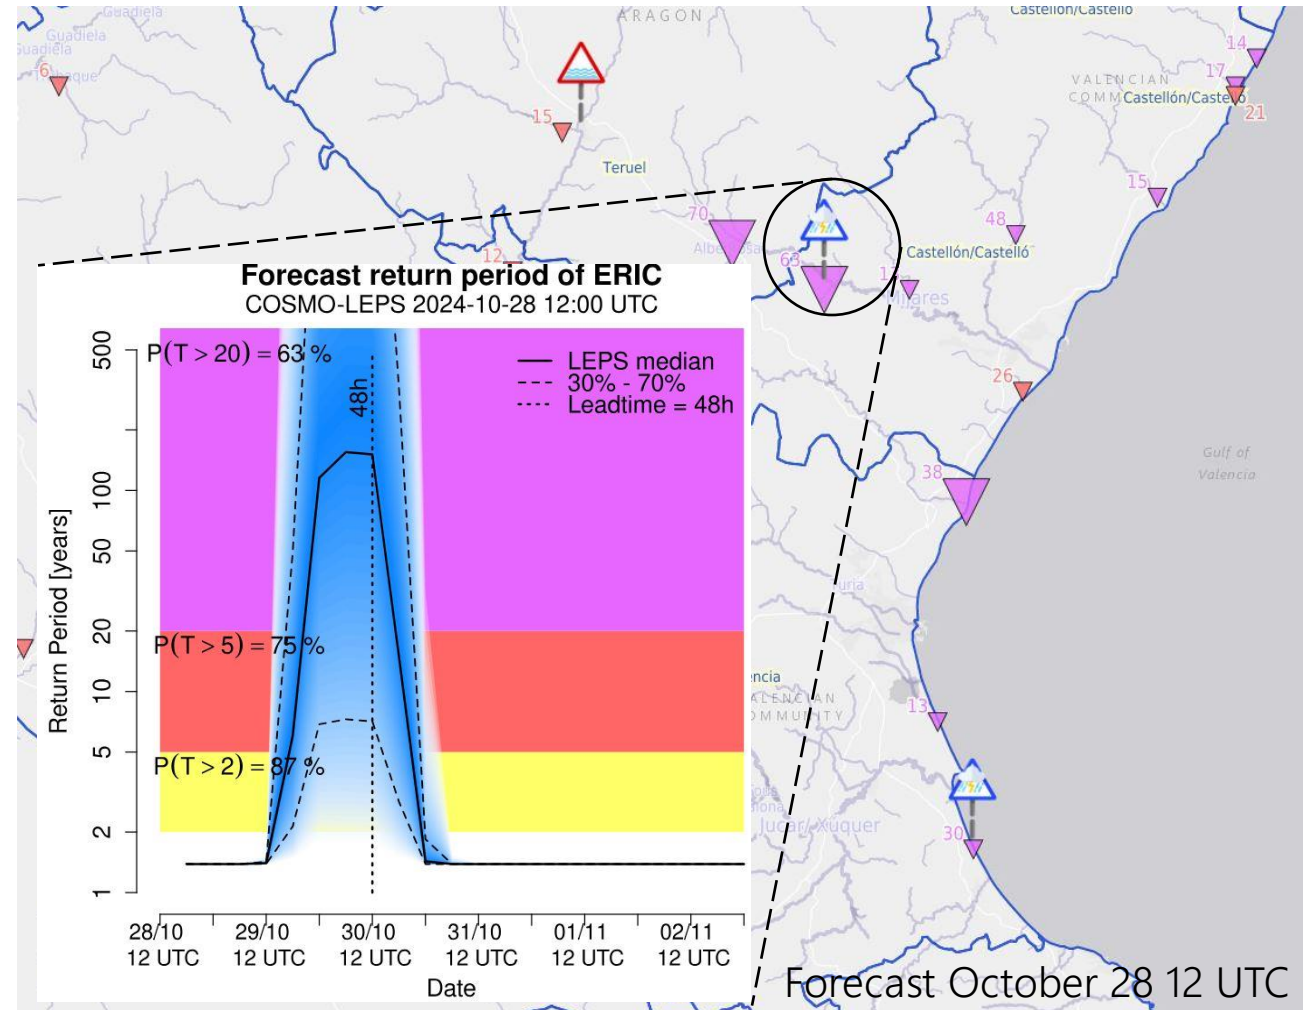 Guadiela
Guadiela
Guadiela
6
ARAGON
Castellón/Castelló
14
17
VALENCIAN
Castellón/Castelló
21
15
Teruel
15
70
48
Castellón/Castelló
63
12
Mijares
26
Gulf of
Valencia
38
Turia
13
MMUNITY
Júcar/Xúquer
30
Forecast return period of ERIC
COSMO-LEPS 2024-10-28 12:00 UTC
P(T > 20) = 63 %
P(T > 5) = 75 %
P(T > 2) = 87 %
48h
LEPS median
30% - 70%
Leadtime = 48h
Return Period [years]
500
100
50
20
10
5
2
1
28/10 29/10 30/10 31/10 01/11 02/11
12 UTC 12 UTC 12 UTC 12 UTC 12 UTC 12 UTC
Date
Forecast October 28 12 UTC